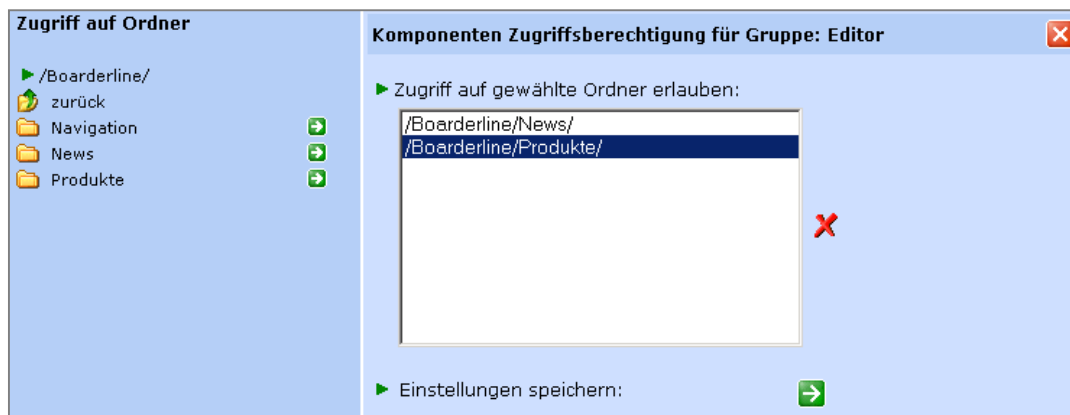 Zugriff auf Ordner
/Boarderline/
zurück
Navigation
News
Produkte
Komponenten Zugriffsberechtigung für Gruppe: Editor
Zugriff auf gewählte Ordner erlauben:
/Boarderline/News/
/Boarderline/Produkte/
Einstellungen speichern: